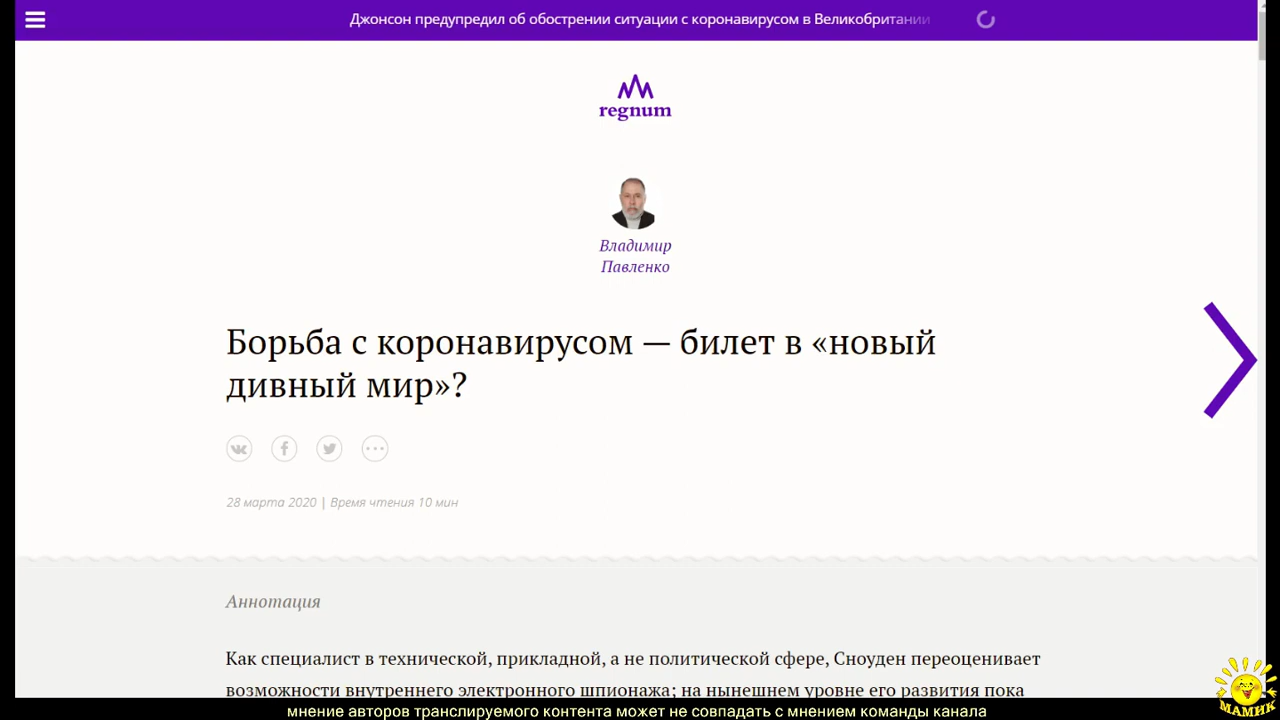 Джонсон предупредил об обострении ситуации с коронавирусом в Великобритании
regnum
Владимир
Павленко
Борьба с коронавирусом — билет в «новый
дивный мир»?
28 марта 2020 | Время чтения 10 мин
Аннотация
Как специалист в технической, прикладной, а не политической сфере, Сноуден переоценивает
возможности внутреннего электронного шпионажа; на нынешнем уровне его развития пока
мнение авторов транслируемого контента может не совпадать с мнением команды канала
МАМИК